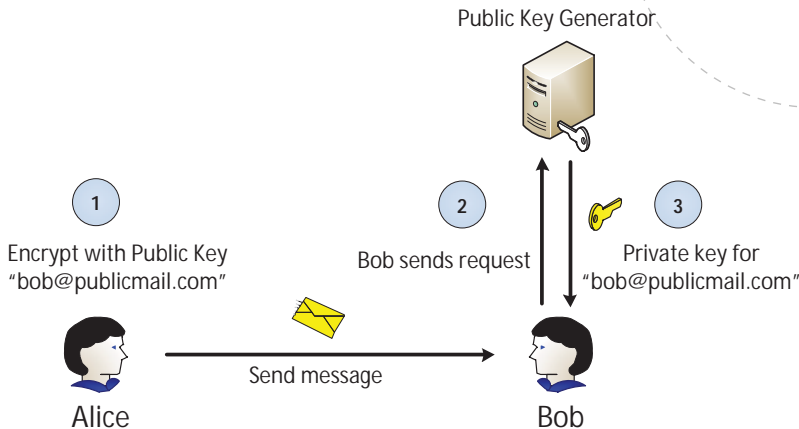 Public Key Generator
1
2
3
Encrypt with Public Key
"bob@publicmail.com"
Bob sends request
Private key for
"bob@publicmail.com"
Send message
Alice
Bob